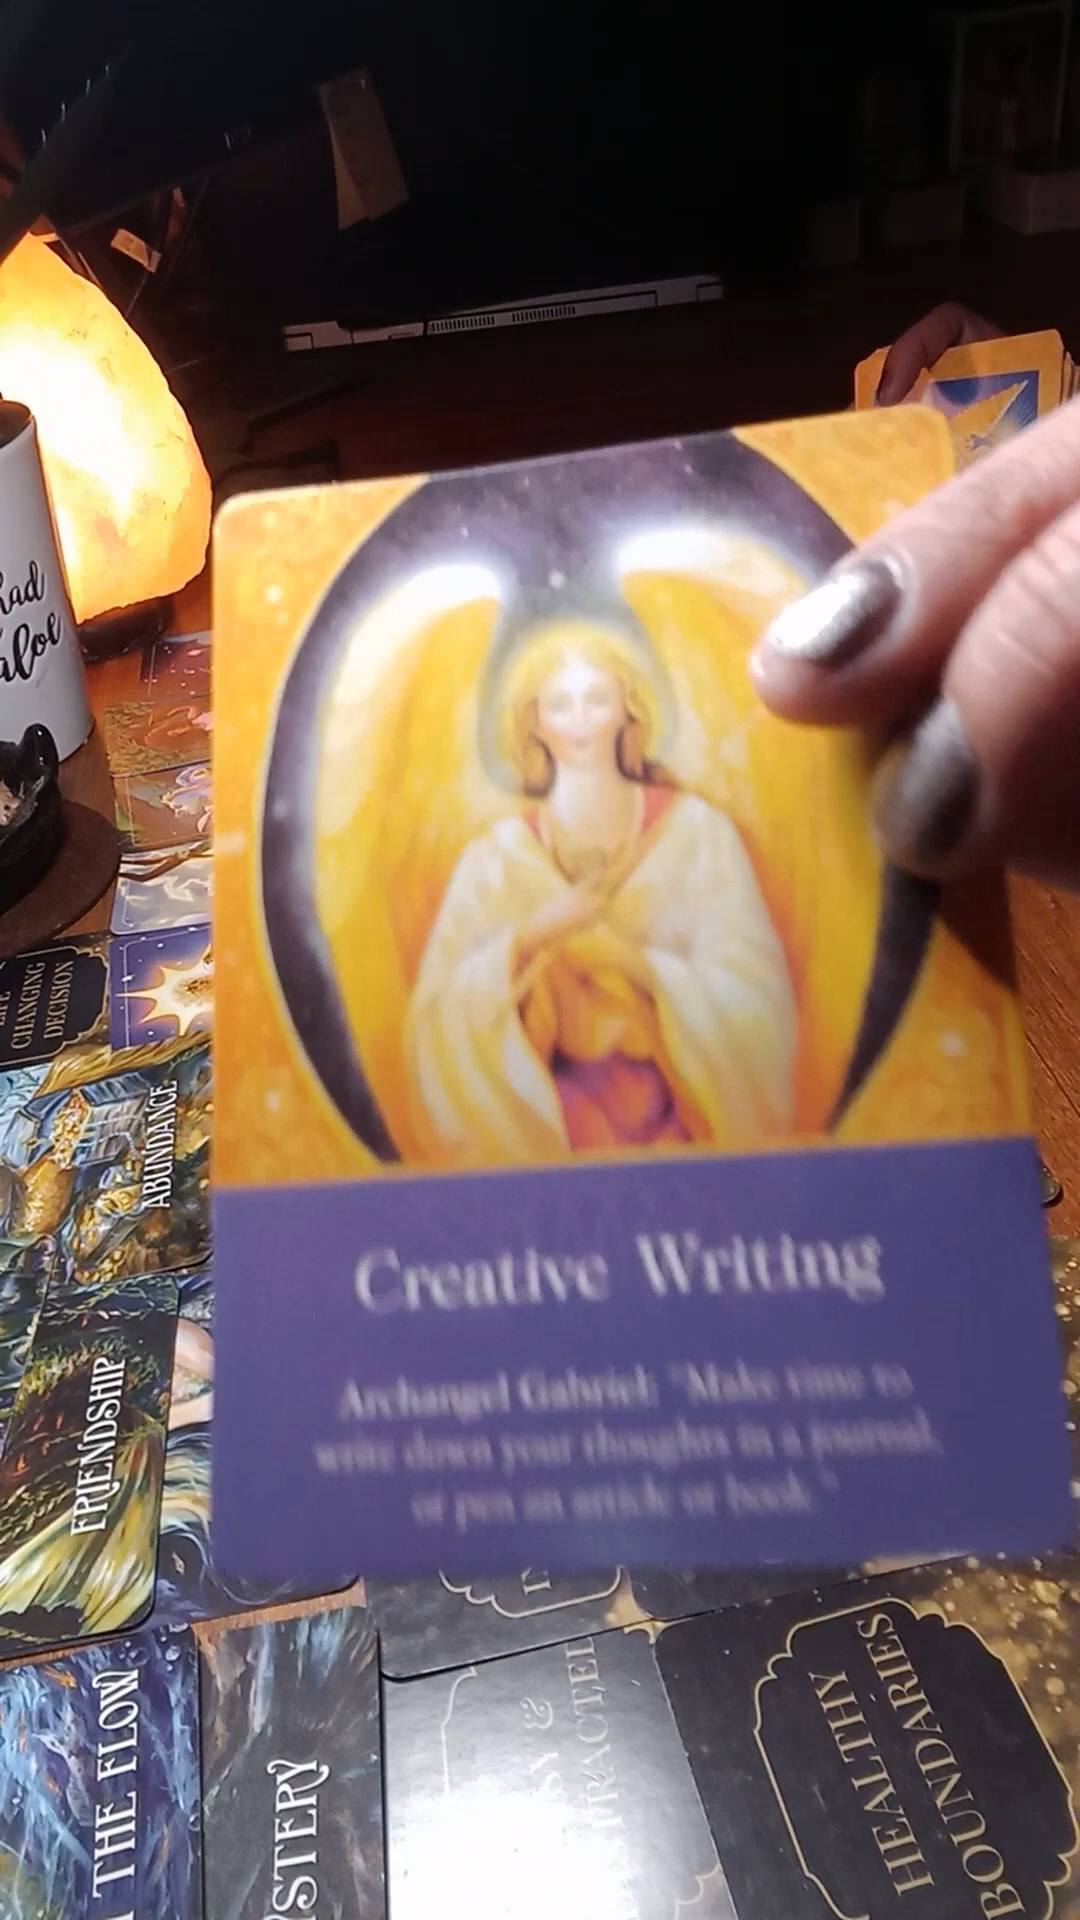 CHANGING
DECISION
ABUNDANCE
Creative Writing
Archangel Gabriel: "Make time to
write down your thoughts in a journal,
or pen an article or book."
FRIENDSHIP
THE FLOW
HEALTHY
BOUNDARIES